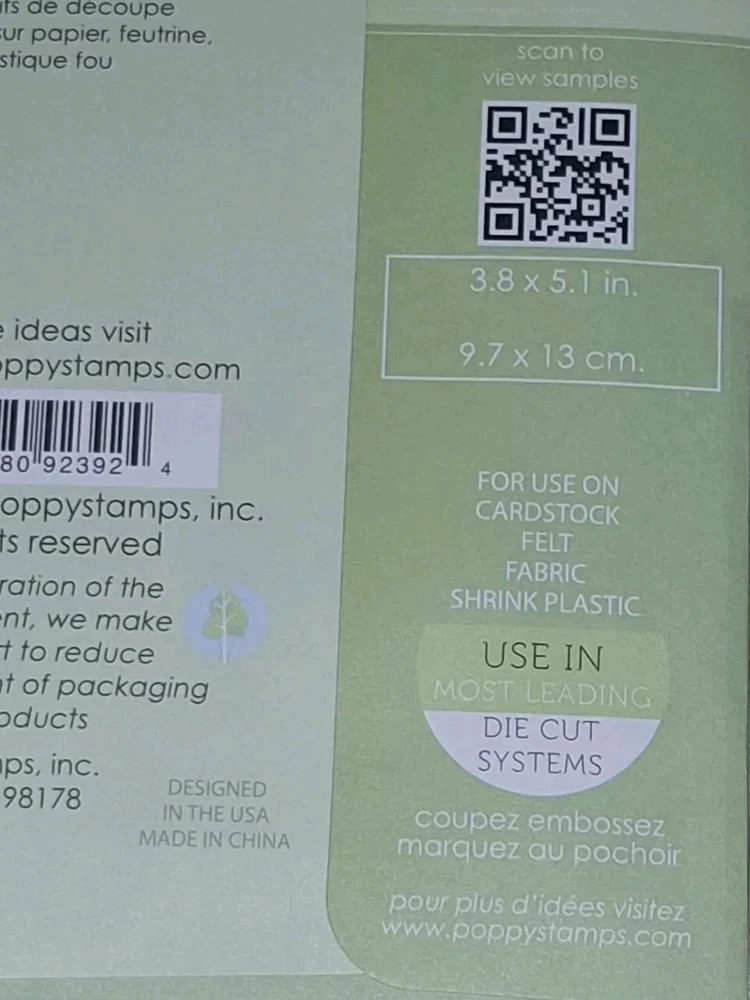 its de découpe
sur papier, feutrine,
stique fou
e ideas visit
oppystamps.com
80 92392 4
oppystamps, inc.
ts reserved
ration of the
ent, we make
rt to reduce
nt of packaging
oducts
mps, inc.
98178
DESIGNED
IN THE USA
MADE IN CHINA
scan to
view samples
3.8 x 5.1 in.
9.7 x 13 cm.
FOR USE ON
CARDSTOCK
FELT
FABRIC
SHRINK PLASTIC
USE IN
MOST LEADING
DIE CUT
SYSTEMS
coupez embossez
marquez au pochoir
pour plus d'idées visitez
www.poppystamps.com